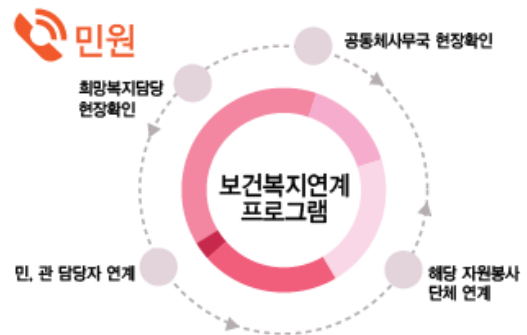 민원
공동체사무국 현장확인
희망복지담당
현장확인
보건복지연계
프로그램
민, 관 담당자 연계
해당 자원봉사
단체 연계